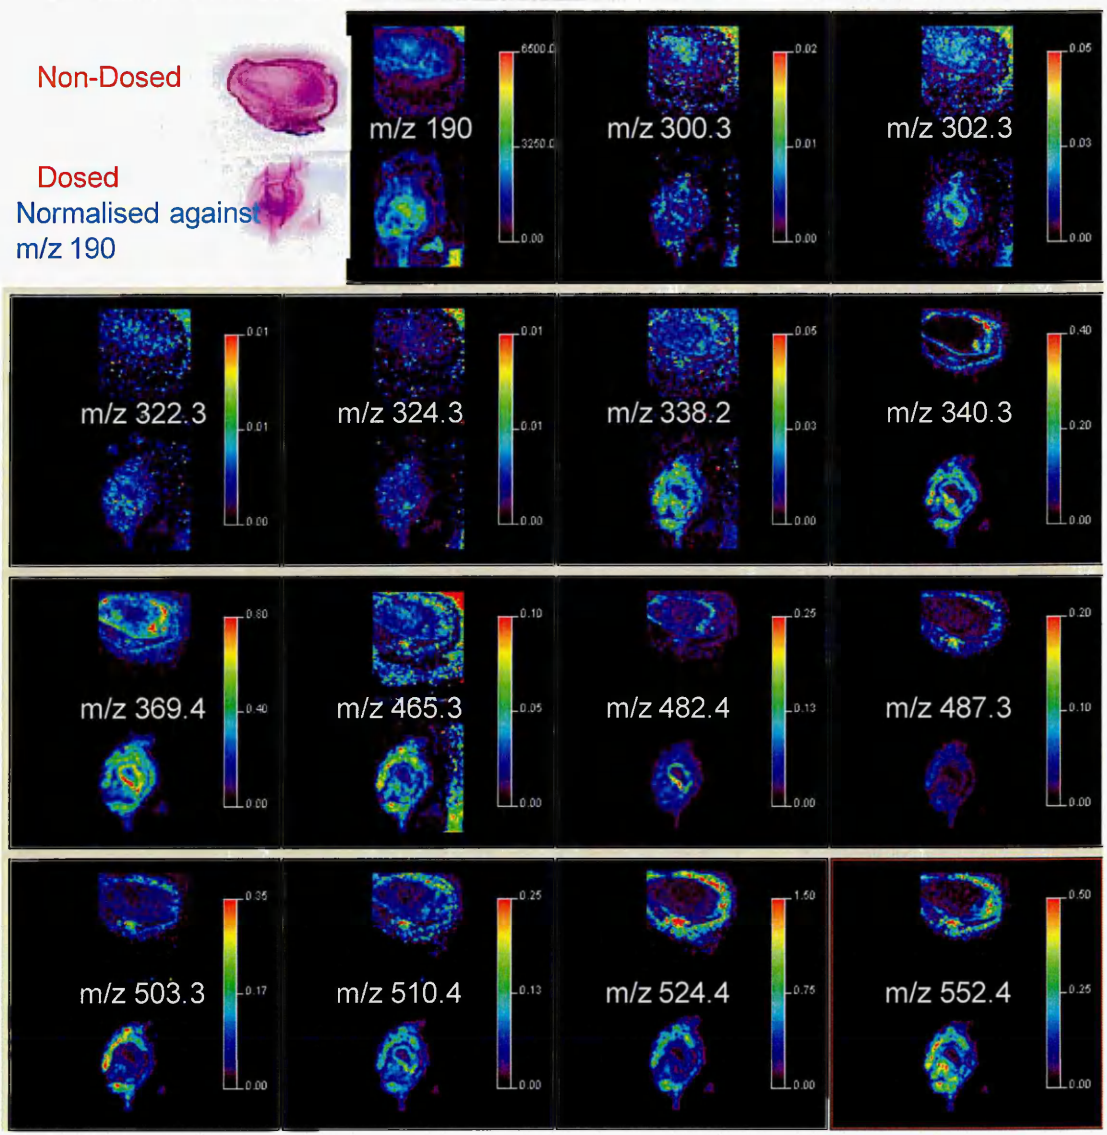 Non-Dosed
Dosed
Normalised against
m/z 190
m/z 190
6500.0
3250.0
0.00
m/z 300.3
0.02
0.01
0.00
m/z 302.3
0.05
0.03
0.00
m/z 322.3
0.01
0.01
0.00
m/z 324.3
0.01
0.01
0.00
m/z 338.2
0.05
0.03
0.00
m/z 340.3
0.40
0.20
0.00
m/z 369.4
0.80
0.40
0.00
m/z 465.3
0.10
0.05
0.00
m/z 482.4
0.25
0.13
0.00
m/z 487.3
0.20
0.10
0.00
m/z 503.3
0.35
0.17
0.00
m/z 510.4
0.25
0.13
0.00
m/z 524.4
1.50
0.75
0.00
m/z 552.4
0.50
0.25
0.00